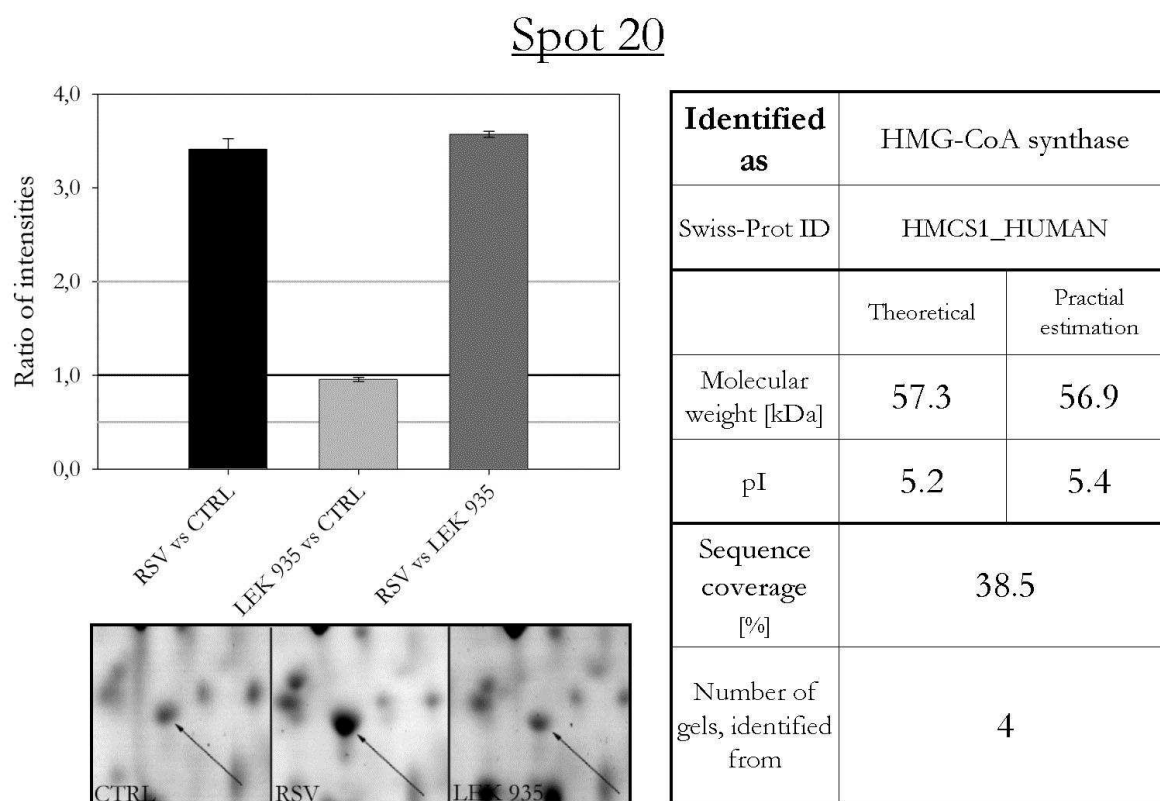 Spot 20
4,0
3,0
2,0
1,0
0,0
Ratio of intensities
RSV vs CTRL
LEK 935 vs CTRL
RSV vs LEK 935
CTRL
RSV
LEK 935
Identified
as
HMG-CoA synthase
Swiss-Prot ID
HMCS1_HUMAN
Theoretical
Practial
estimation
Molecular
weight [kDa]
57.3
56.9
pI
5.2
5.4
Sequence
coverage
[%]
38.5
Number of
gels, identified
from
4